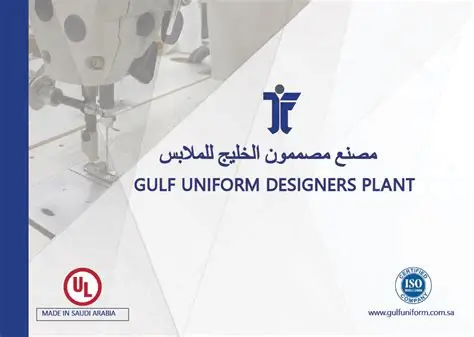 مصنع مصممون الخليج للملابس
GULF UNIFORM DESIGNERS PLANT
UL
MADE IN SAUDI ARABIA
CERTIFIED
ISO
COMPANY
www.gulfuniform.com.sa